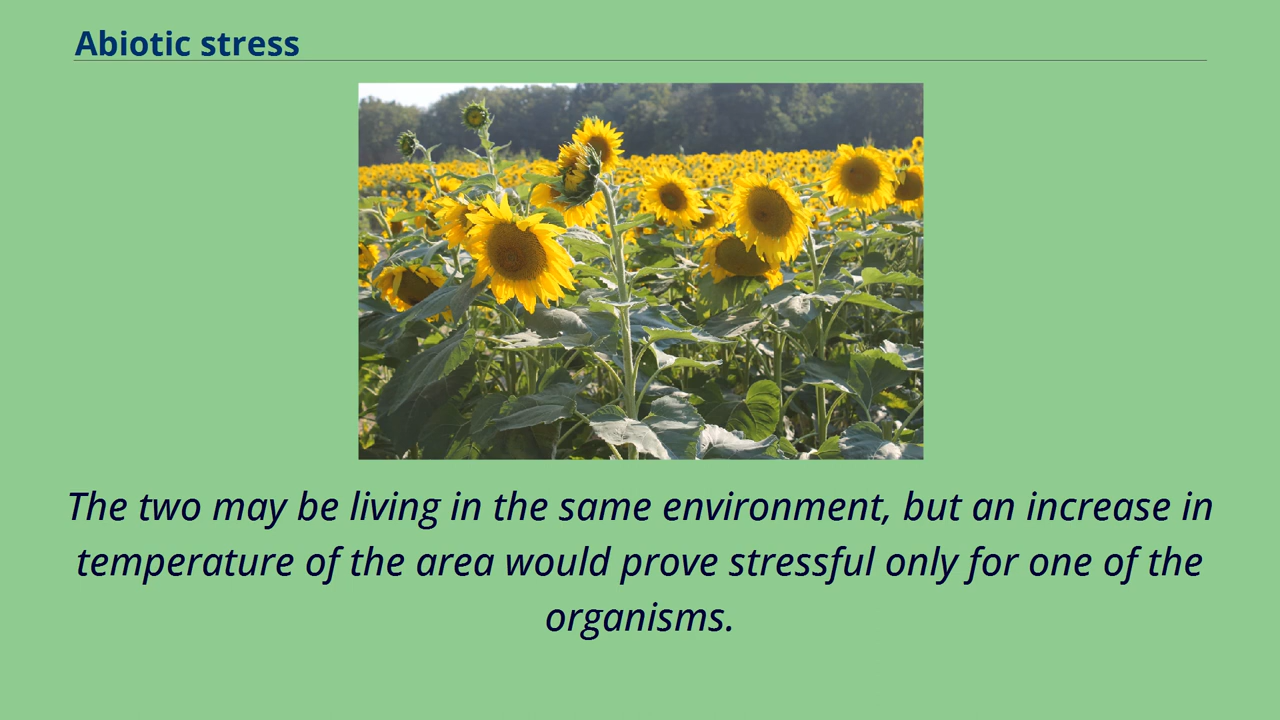 Abiotic stress
The two may be living in the same environment, but an increase in
temperature of the area would prove stressful only for one of the
organisms.